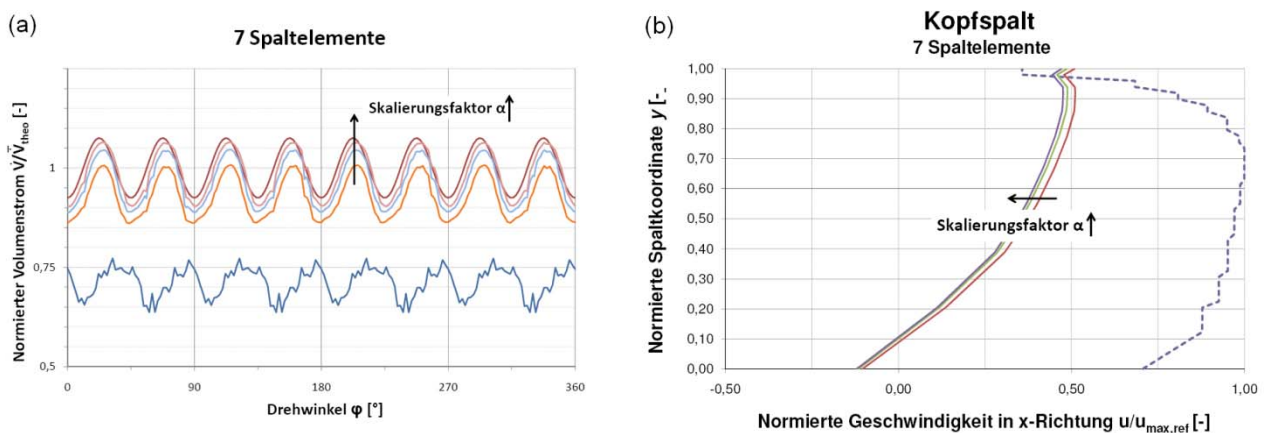 (a)
7 Spaltelemente
Skalierungsfaktor α
Normierter Volumenstrom V̇/V̇̅theo [-]
1
0,75
0,5
0
90
180
270
360
Drehwinkel φ [°]
(b)
Kopfspalt
7 Spaltelemente
Normierte Spaltkoordinate y [-
1,00
0,90
0,80
0,70
0,60
0,50
0,40
0,30
0,20
0,10
0,00
Skalierungsfaktor α
-0,50
0,00
0,50
1,00
Normierte Geschwindigkeit in x-Richtung u/umax,ref [-]